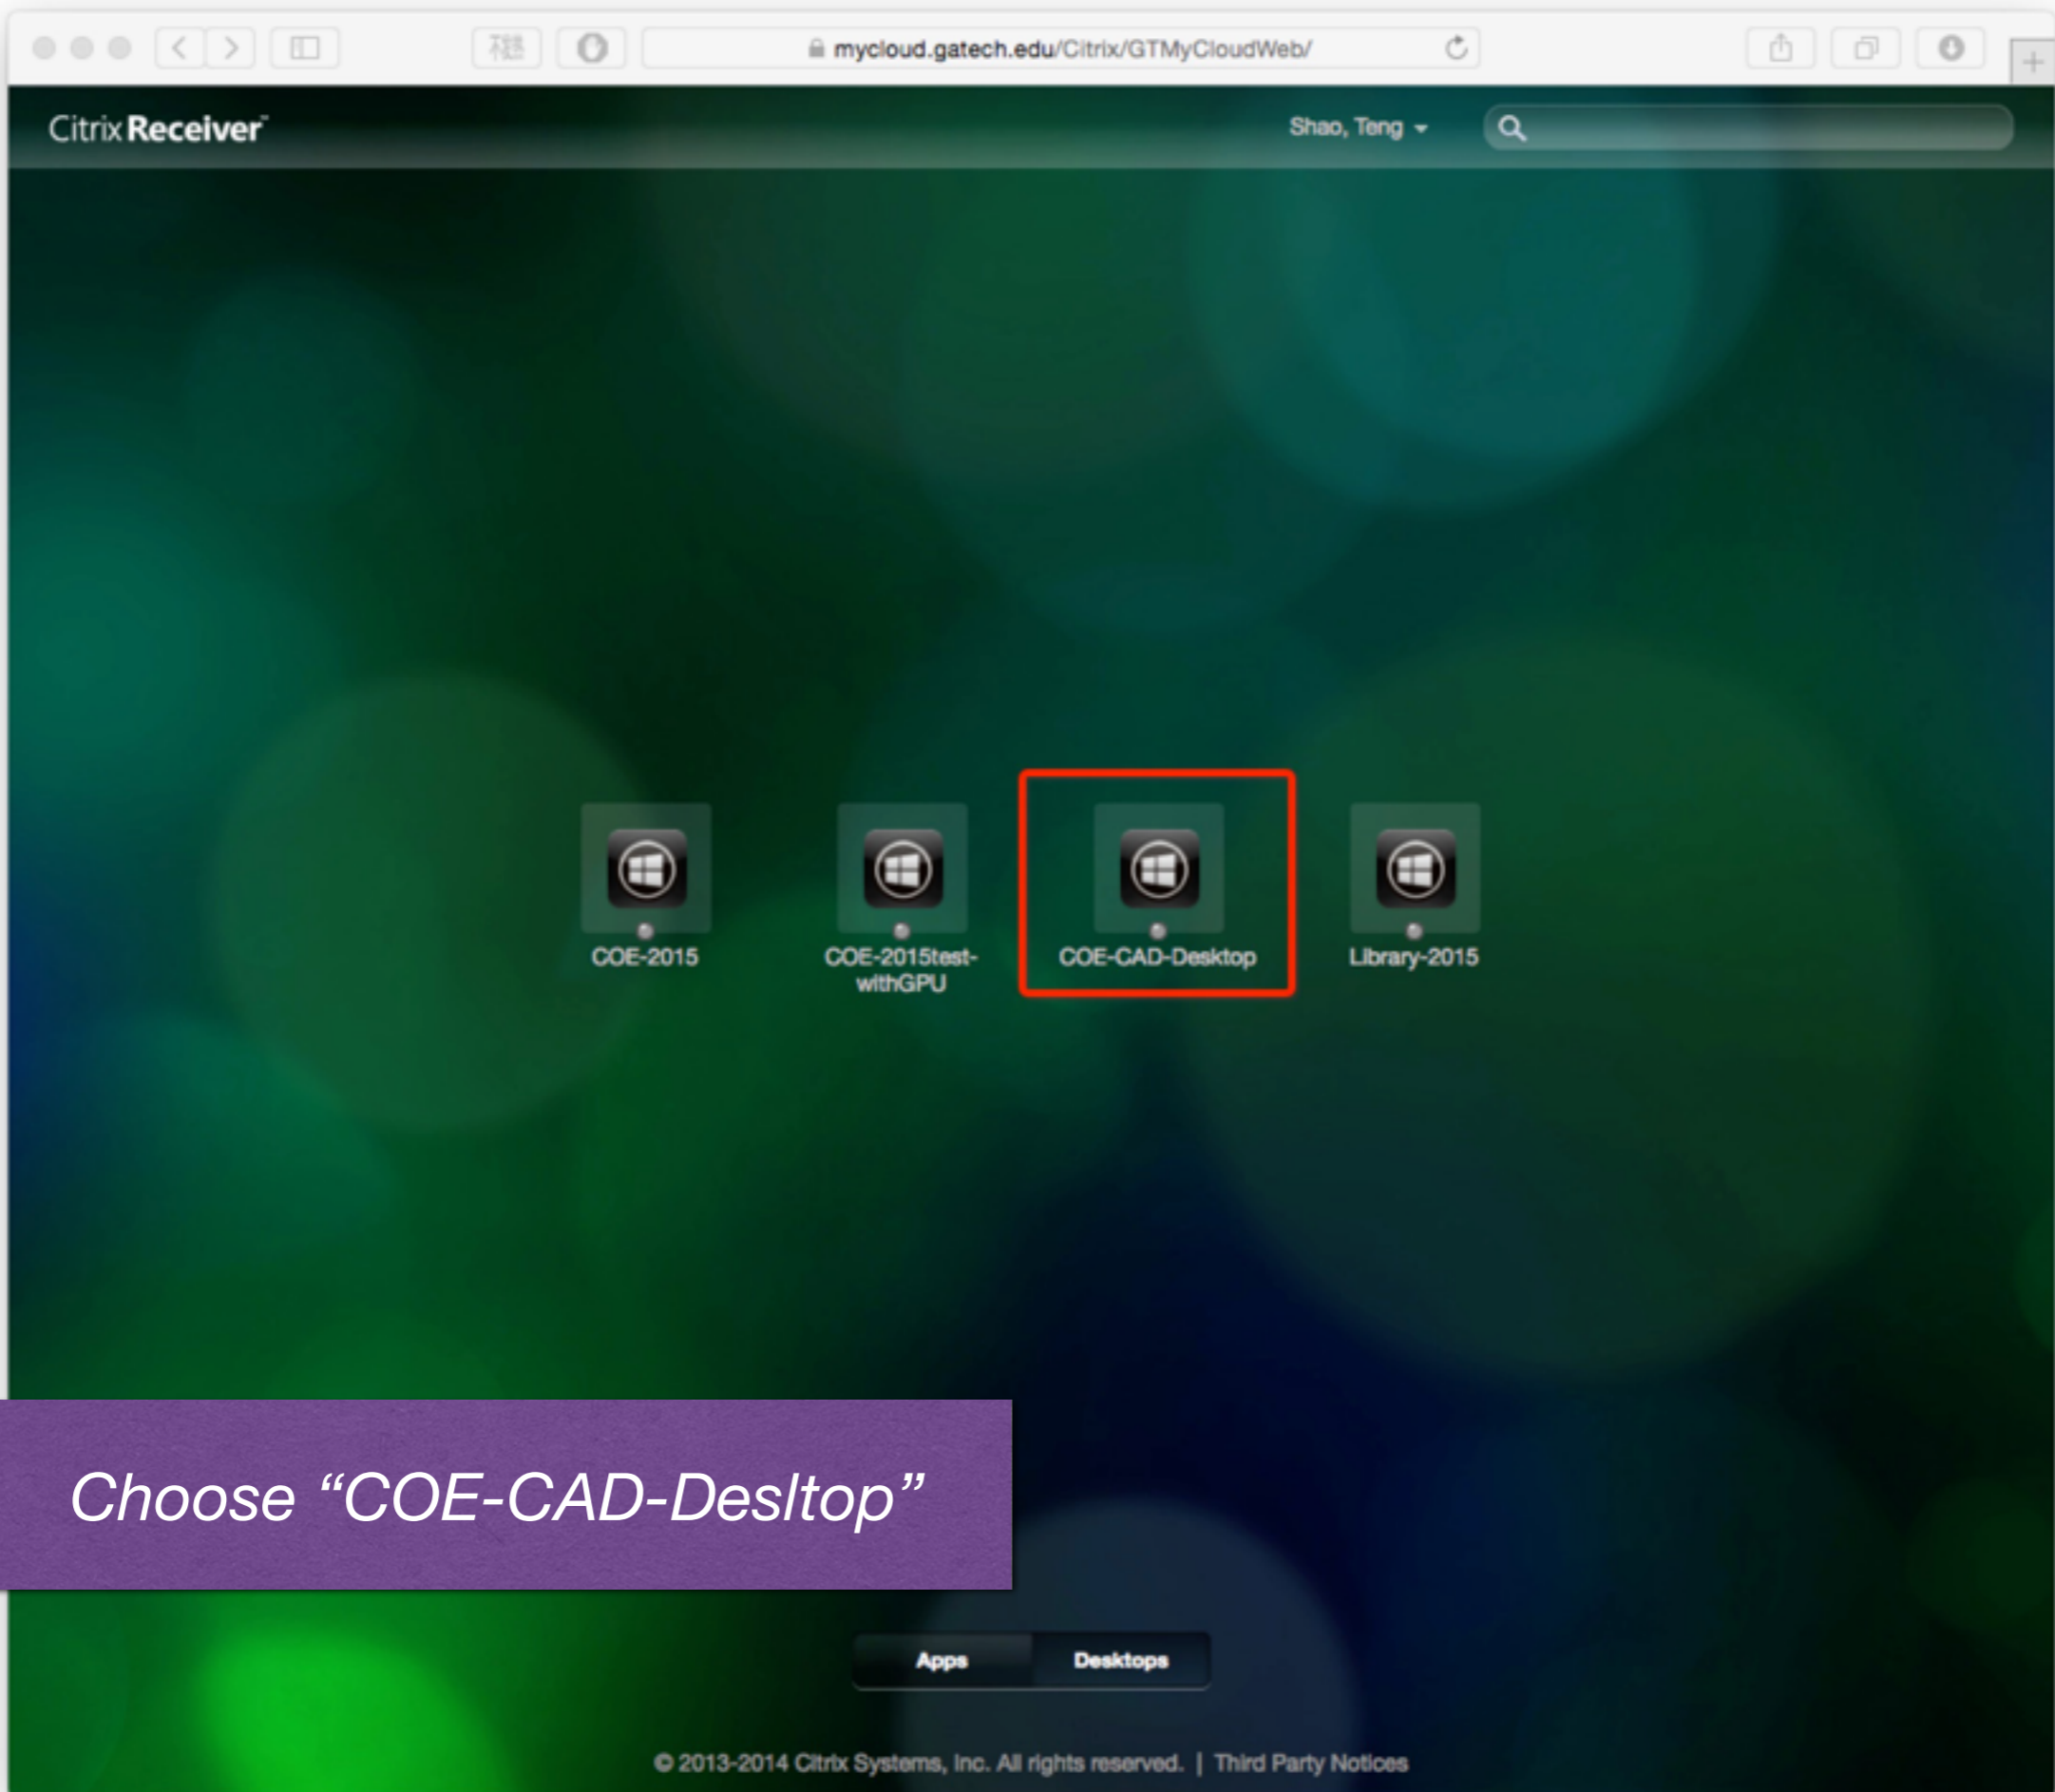 mycloud.gatech.edu/Citrix/GTMyCloudWeb/
Citrix Receiver™
Shao, Teng
COE-2015
COE-2015test-
withGPU
COE-CAD-Desktop
Library-2015
Choose “COE-CAD-Desltop”
Apps
Desktops
© 2013-2014 Citrix Systems, Inc. All rights reserved. | Third Party Notices